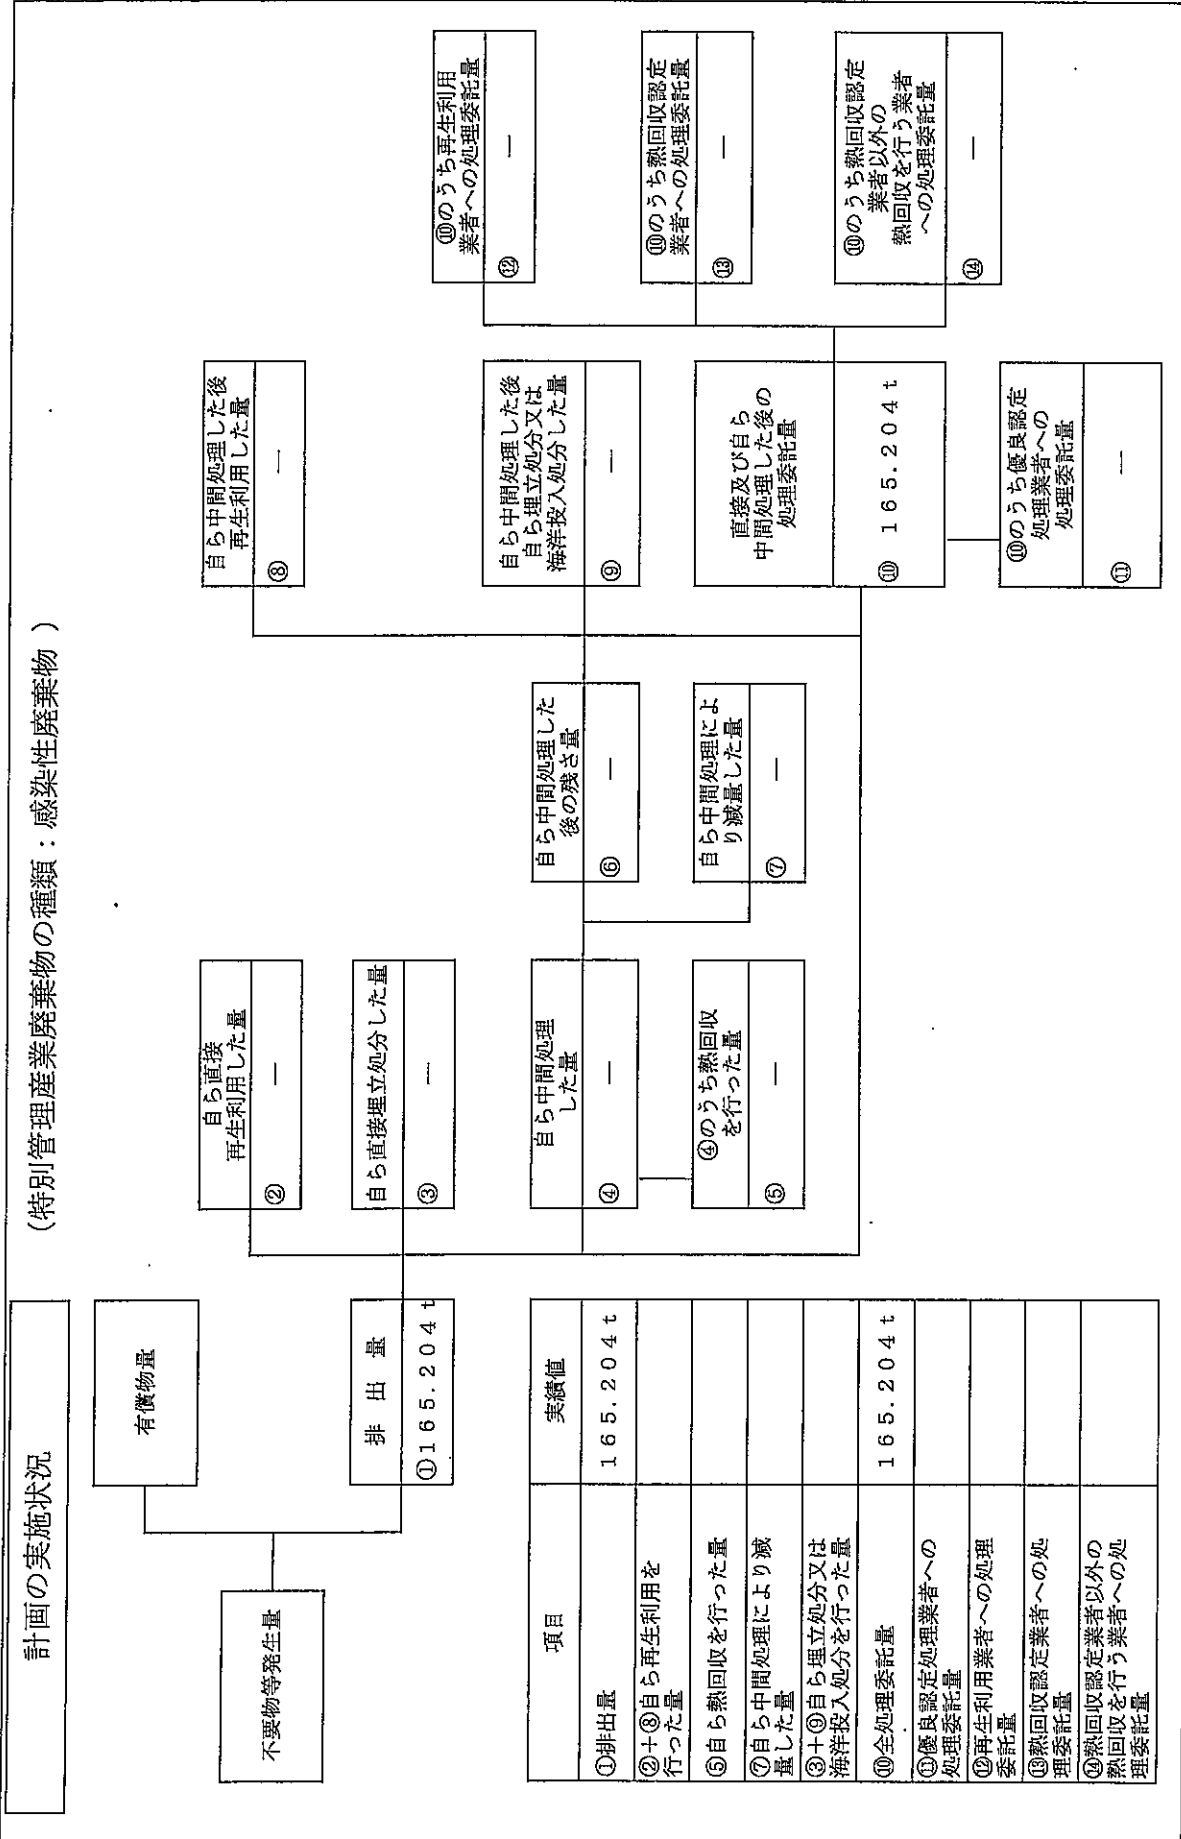 計画の実施状況
(特別管理産業廃棄物の種類：感染性廃棄物 )
不要物等発生量
有償物量
排 出 量
①165.204t
自ら直接
再生利用した量
② ―
自ら直接埋立処分した量
③ ―
自ら中間処理
した量
④ ―
④のうち熱回収
を行った量
⑤ ―
自ら中間処理した
後の残さ量
⑥ ―
自ら中間処理によ
り減量した量
⑦ ―
自ら中間処理した後
再生利用した量
⑧ ―
自ら中間処理した後
自ら埋立処分又は
海洋投入処分した量
⑨ ―
直接及び自ら
中間処理した後の
処理委託量
⑩ 165.204t
⑩のうち優良認定
処理業者への
処理委託量
⑪ ―
⑩のうち再生利用
業者への処理委託量
⑫ ―
⑩のうち熱回収認定
業者への処理委託量
⑬ ―
⑩のうち熱回収認定
業者以外の
熱回収を行う業者
への処理委託量
⑭ ―
項目 実績値
①排出量 165.204t
②+⑧自ら再生利用を
行った量
⑤自ら熱回収を行った量
⑦自ら中間処理により減
量した量
③+⑨自ら埋立処分又は
海洋投入処分を行った量
⑩全処理委託量 165.204t
⑪優良認定処理業者への
処理委託量
⑫再生利用業者への処理
委託量
⑬熱回収認定業者への処
理委託量
⑭熱回収認定業者以外の
熱回収を行う業者への処
理委託量